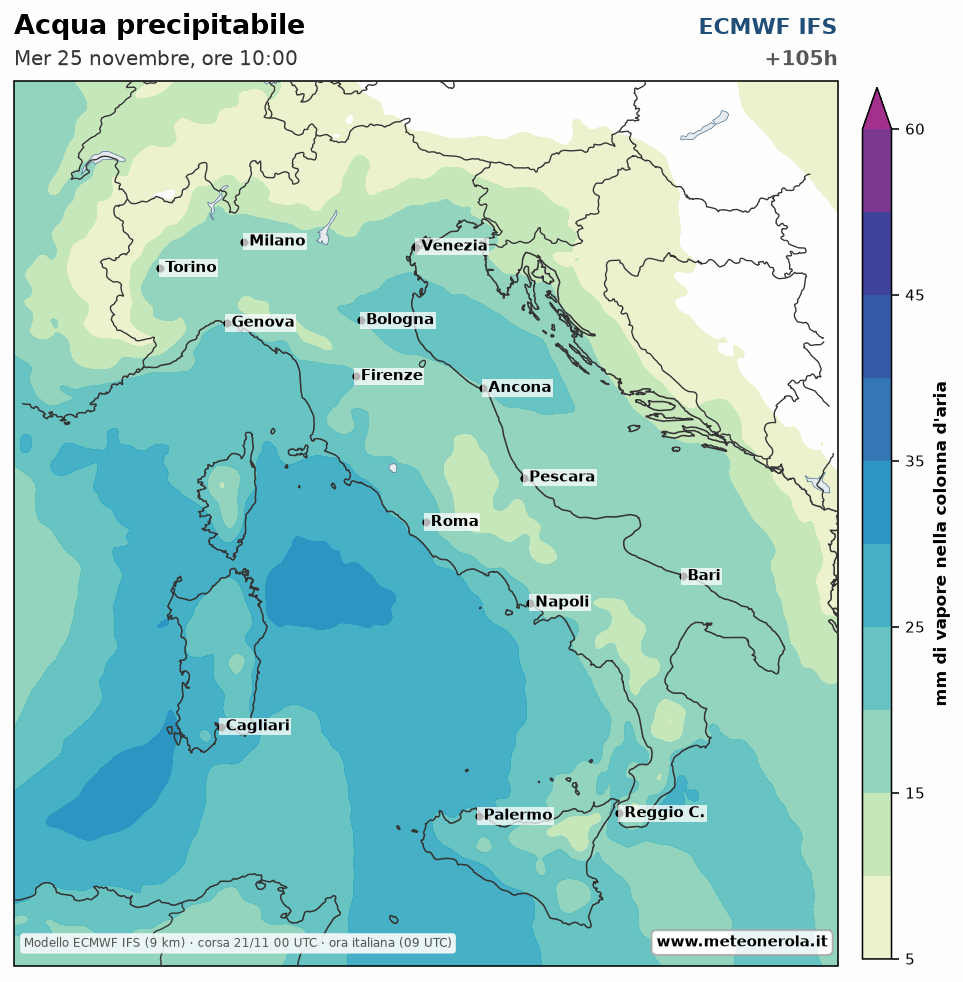 Acqua precipitabile
ECMWF IFS
Mer 25 novembre, ore 10:00
+105h
60
45
35
25
15
5
mm di vapore nella colonna d'aria
Milano
Venezia
Torino
Genova
Bologna
Firenze
Ancona
Pescara
Roma
Bari
Napoli
Cagliari
Palermo
Reggio C.
Modello ECMWF IFS (9 km) · corsa 21/11 00 UTC · ora italiana (09 UTC)
www.meteonerola.it